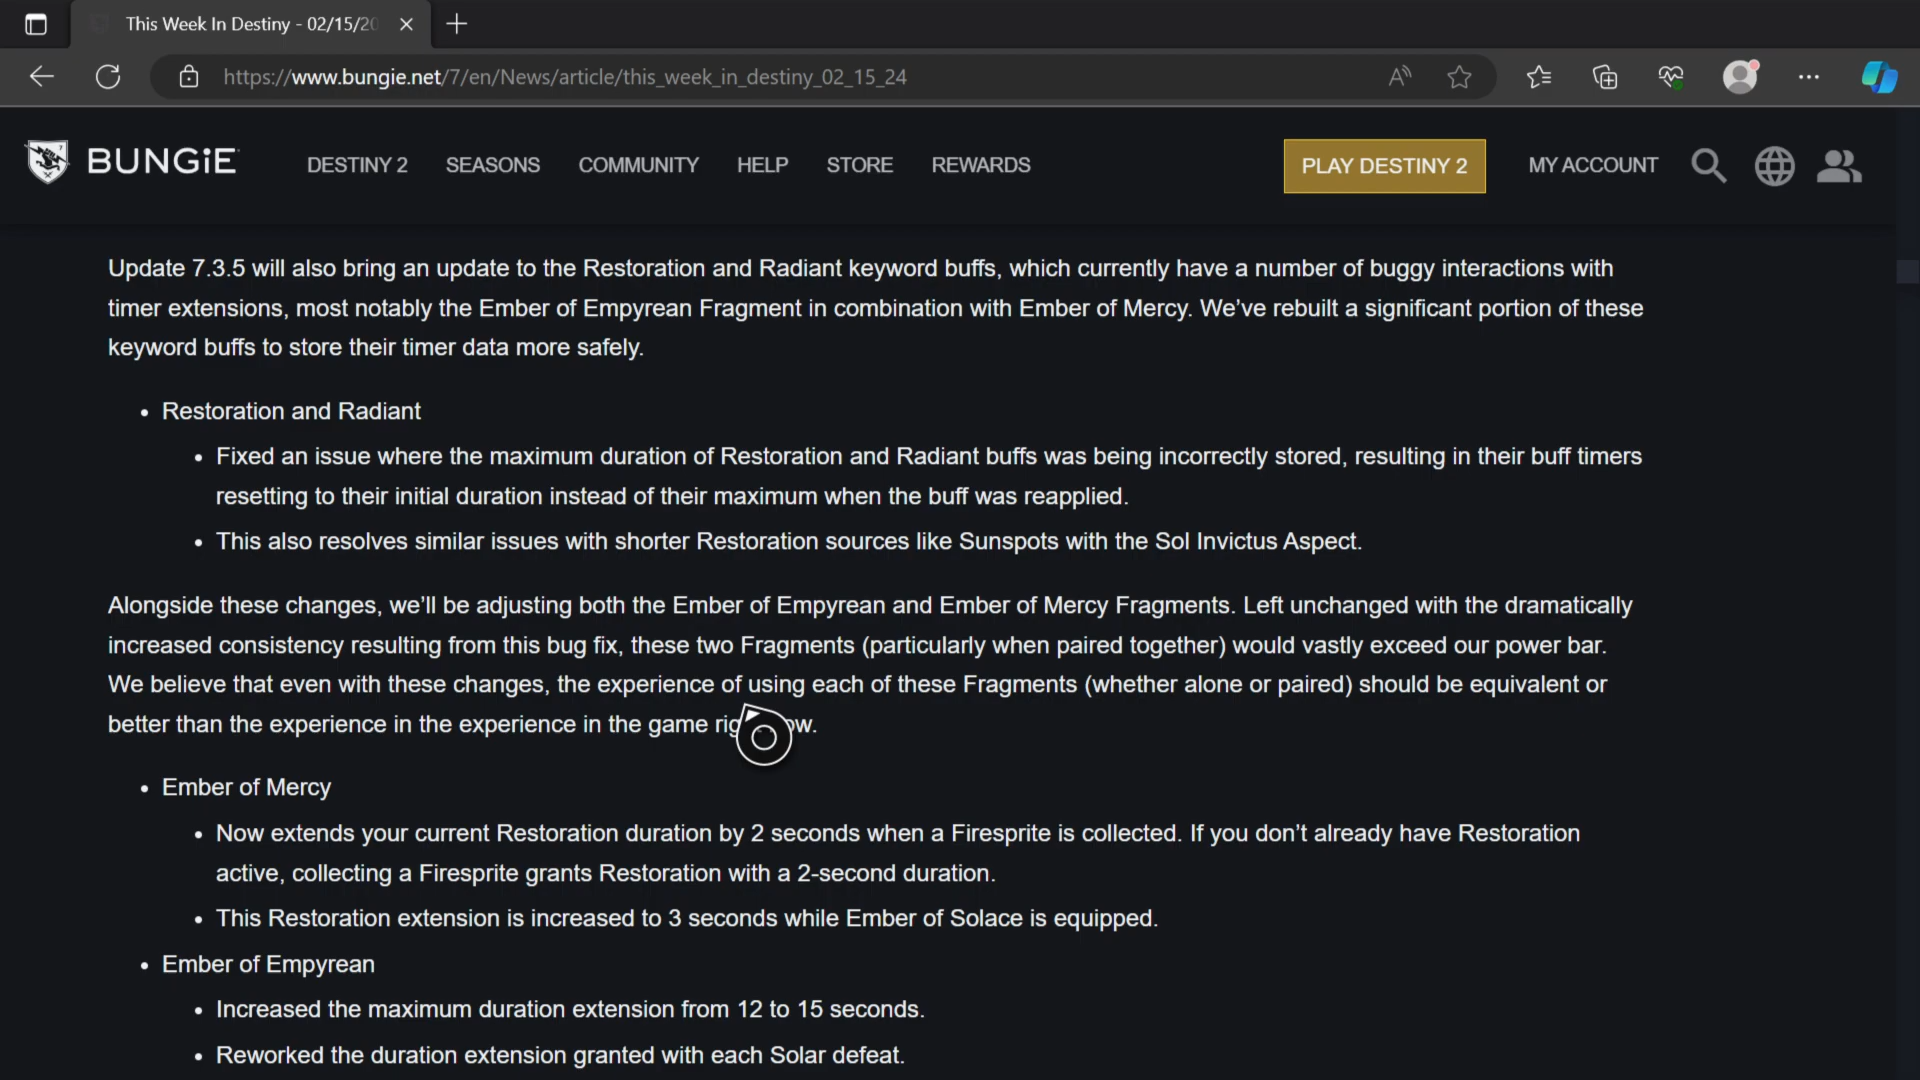 This Week In Destiny - 02/15/20
https://www.bungie.net/7/en/News/article/this_week_in_destiny_02_15_24
BUNGiE
DESTINY 2 SEASONS COMMUNITY HELP STORE REWARDS PLAY DESTINY 2 MY ACCOUNT
Update 7.3.5 will also bring an update to the Restoration and Radiant keyword buffs, which currently have a number of buggy interactions with
timer extensions, most notably the Ember of Empyrean Fragment in combination with Ember of Mercy. We’ve rebuilt a significant portion of these
keyword buffs to store their timer data more safely.
• Restoration and Radiant
• Fixed an issue where the maximum duration of Restoration and Radiant buffs was being incorrectly stored, resulting in their buff timers
resetting to their initial duration instead of their maximum when the buff was reapplied.
• This also resolves similar issues with shorter Restoration sources like Sunspots with the Sol Invictus Aspect.
Alongside these changes, we’ll be adjusting both the Ember of Empyrean and Ember of Mercy Fragments. Left unchanged with the dramatically
increased consistency resulting from this bug fix, these two Fragments (particularly when paired together) would vastly exceed our power bar.
We believe that even with these changes, the experience of using each of these Fragments (whether alone or paired) should be equivalent or
better than the experience in the experience in the game
• Ember of Mercy
• Now extends your current Restoration duration by 2 seconds when a Firesprite is collected. If you don’t already have Restoration
active, collecting a Firesprite grants Restoration with a 2-second duration.
• This Restoration extension is increased to 3 seconds while Ember of Solace is equipped.
• Ember of Empyrean
• Increased the maximum duration extension from 12 to 15 seconds.
• Reworked the duration extension granted with each Solar defeat.